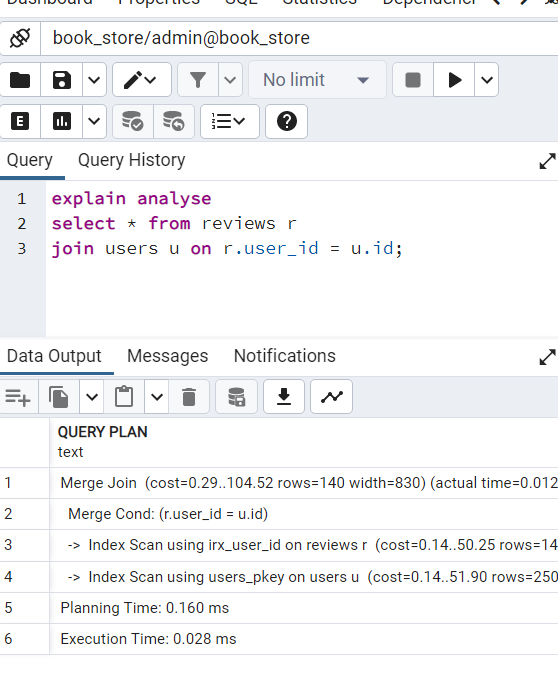 Dashboard Properties SQL Statistics
book_store/admin@book_store
No limit
E
Query Query History
1 explain analyse
2 select * from reviews r
3 join users u on r.user_id = u.id;
Data Output Messages Notifications
QUERY PLAN
text
1 Merge Join (cost=0.29..104.52 rows=140 width=830) (actual time=0.012
2 Merge Cond: (r.user_id = u.id)
3 -> Index Scan using irx_user_id on reviews r (cost=0.14..50.25 rows=14
4 -> Index Scan using users_pkey on users u (cost=0.14..51.90 rows=250
5 Planning Time: 0.160 ms
6 Execution Time: 0.028 ms